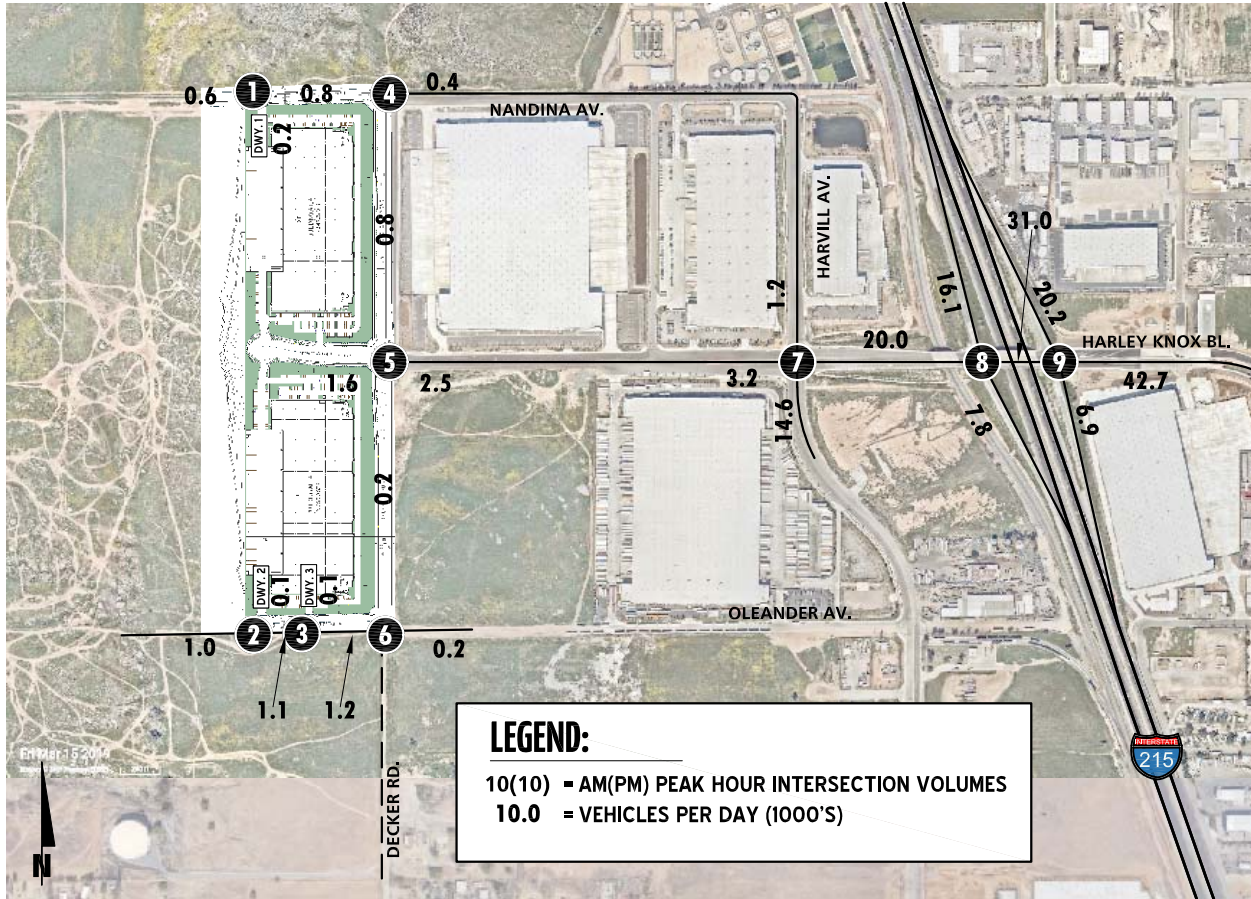 0.6
1
0.8
4
0.4
NANDINA AV.
DWY. 1
0.2
0.8
HARVILL AV.
1.2
31.0
16.1
20.2
20.0
HARLEY KNOX BL.
5
7
8
9
1.6
2.5
3.2
42.7
14.6
7.8
6.9
0.2
DWY. 2
0.1
DWY. 3
0.1
OLEANDER AV.
2
3
6
1.0
0.2
1.1
1.2
DECKER RD.
LEGEND:
10(10) = AM(PM) PEAK HOUR INTERSECTION VOLUMES
10.0 = VEHICLES PER DAY (1000'S)
INTERSTATE
215
Fri Mar 15
N